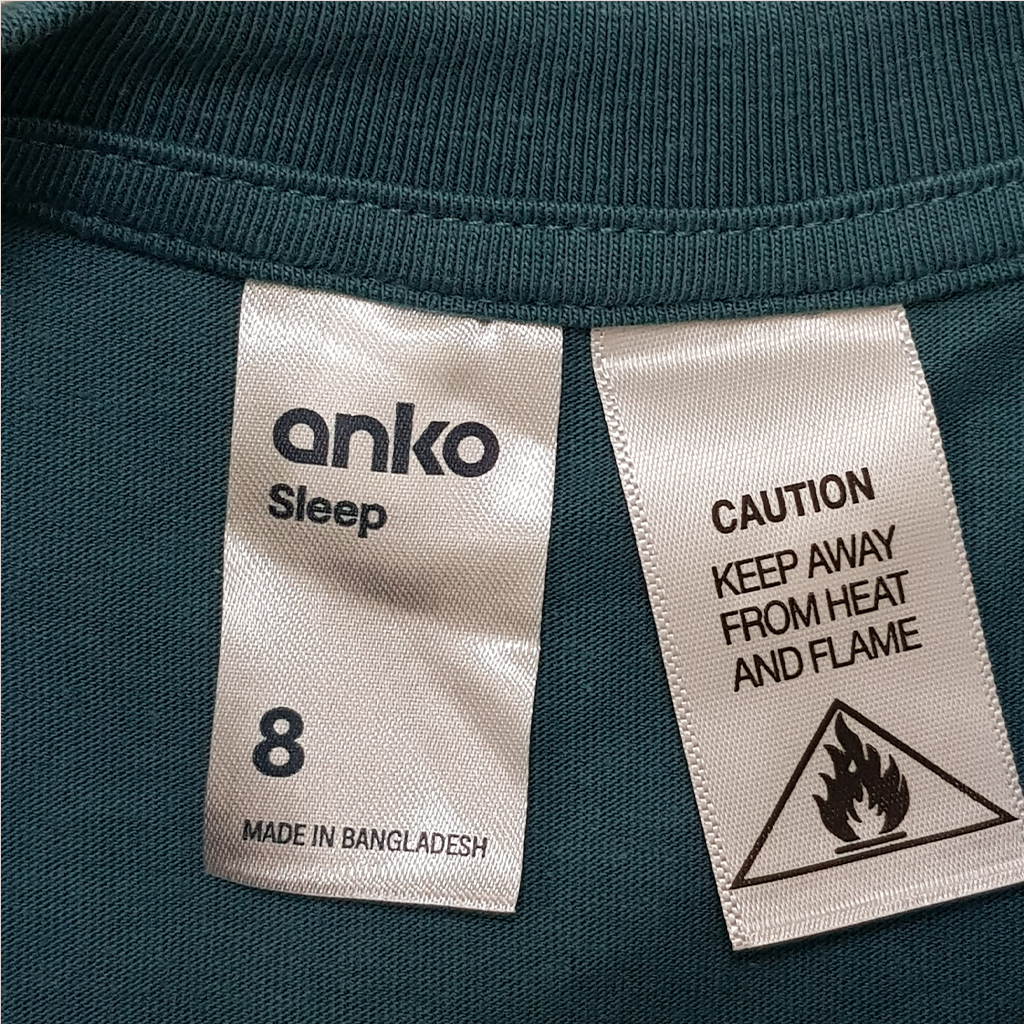 anko
Sleep
8
MADE IN BANGLADESH
CAUTION
KEEP AWAY
FROM HEAT
AND FLAME